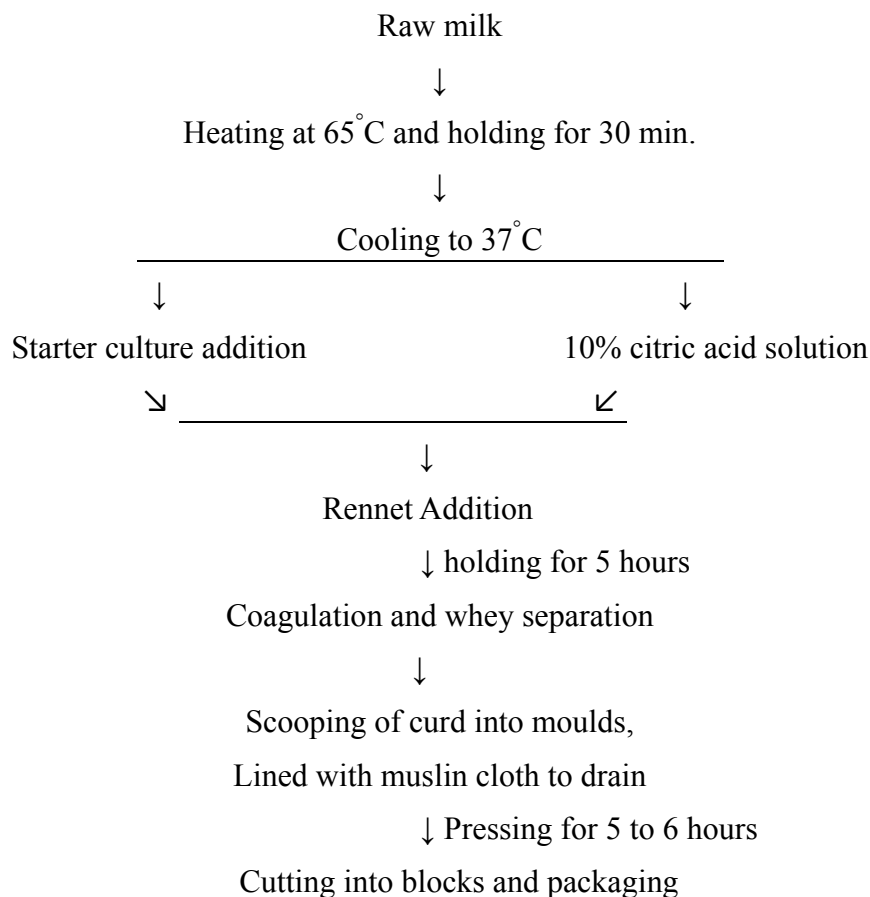 Raw milk
↓
Heating at 65°C and holding for 30 min.
↓
Cooling to 37°C
↓ ↓
Starter culture addition 10% citric acid solution
↘ ↙
↓
Rennet Addition
↓ holding for 5 hours
Coagulation and whey separation
↓
Scooping of curd into moulds,
Lined with muslin cloth to drain
↓ Pressing for 5 to 6 hours
Cutting into blocks and packaging